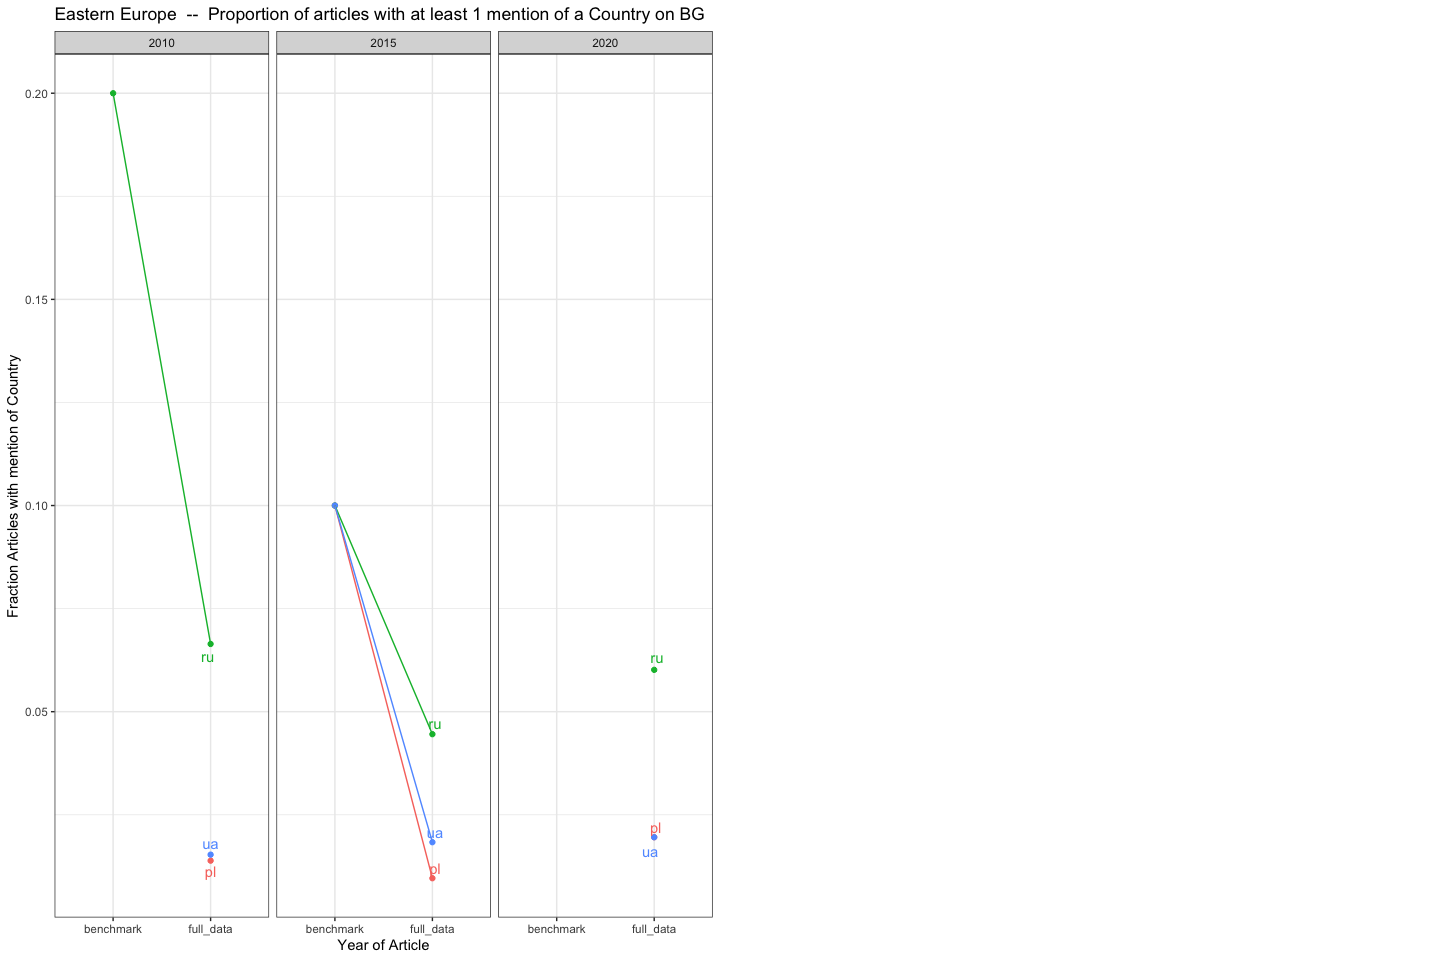 Eastern Europe -- Proportion of articles with at least 1 mention of a Country on BG
2010
2015
2020
Fraction Articles with mention of Country
0.20
0.15
0.10
0.05
ru
ua
pl
ru
ua
pl
ru
pl
ua
benchmark
full_data
benchmark
full_data
benchmark
full_data
Year of Article